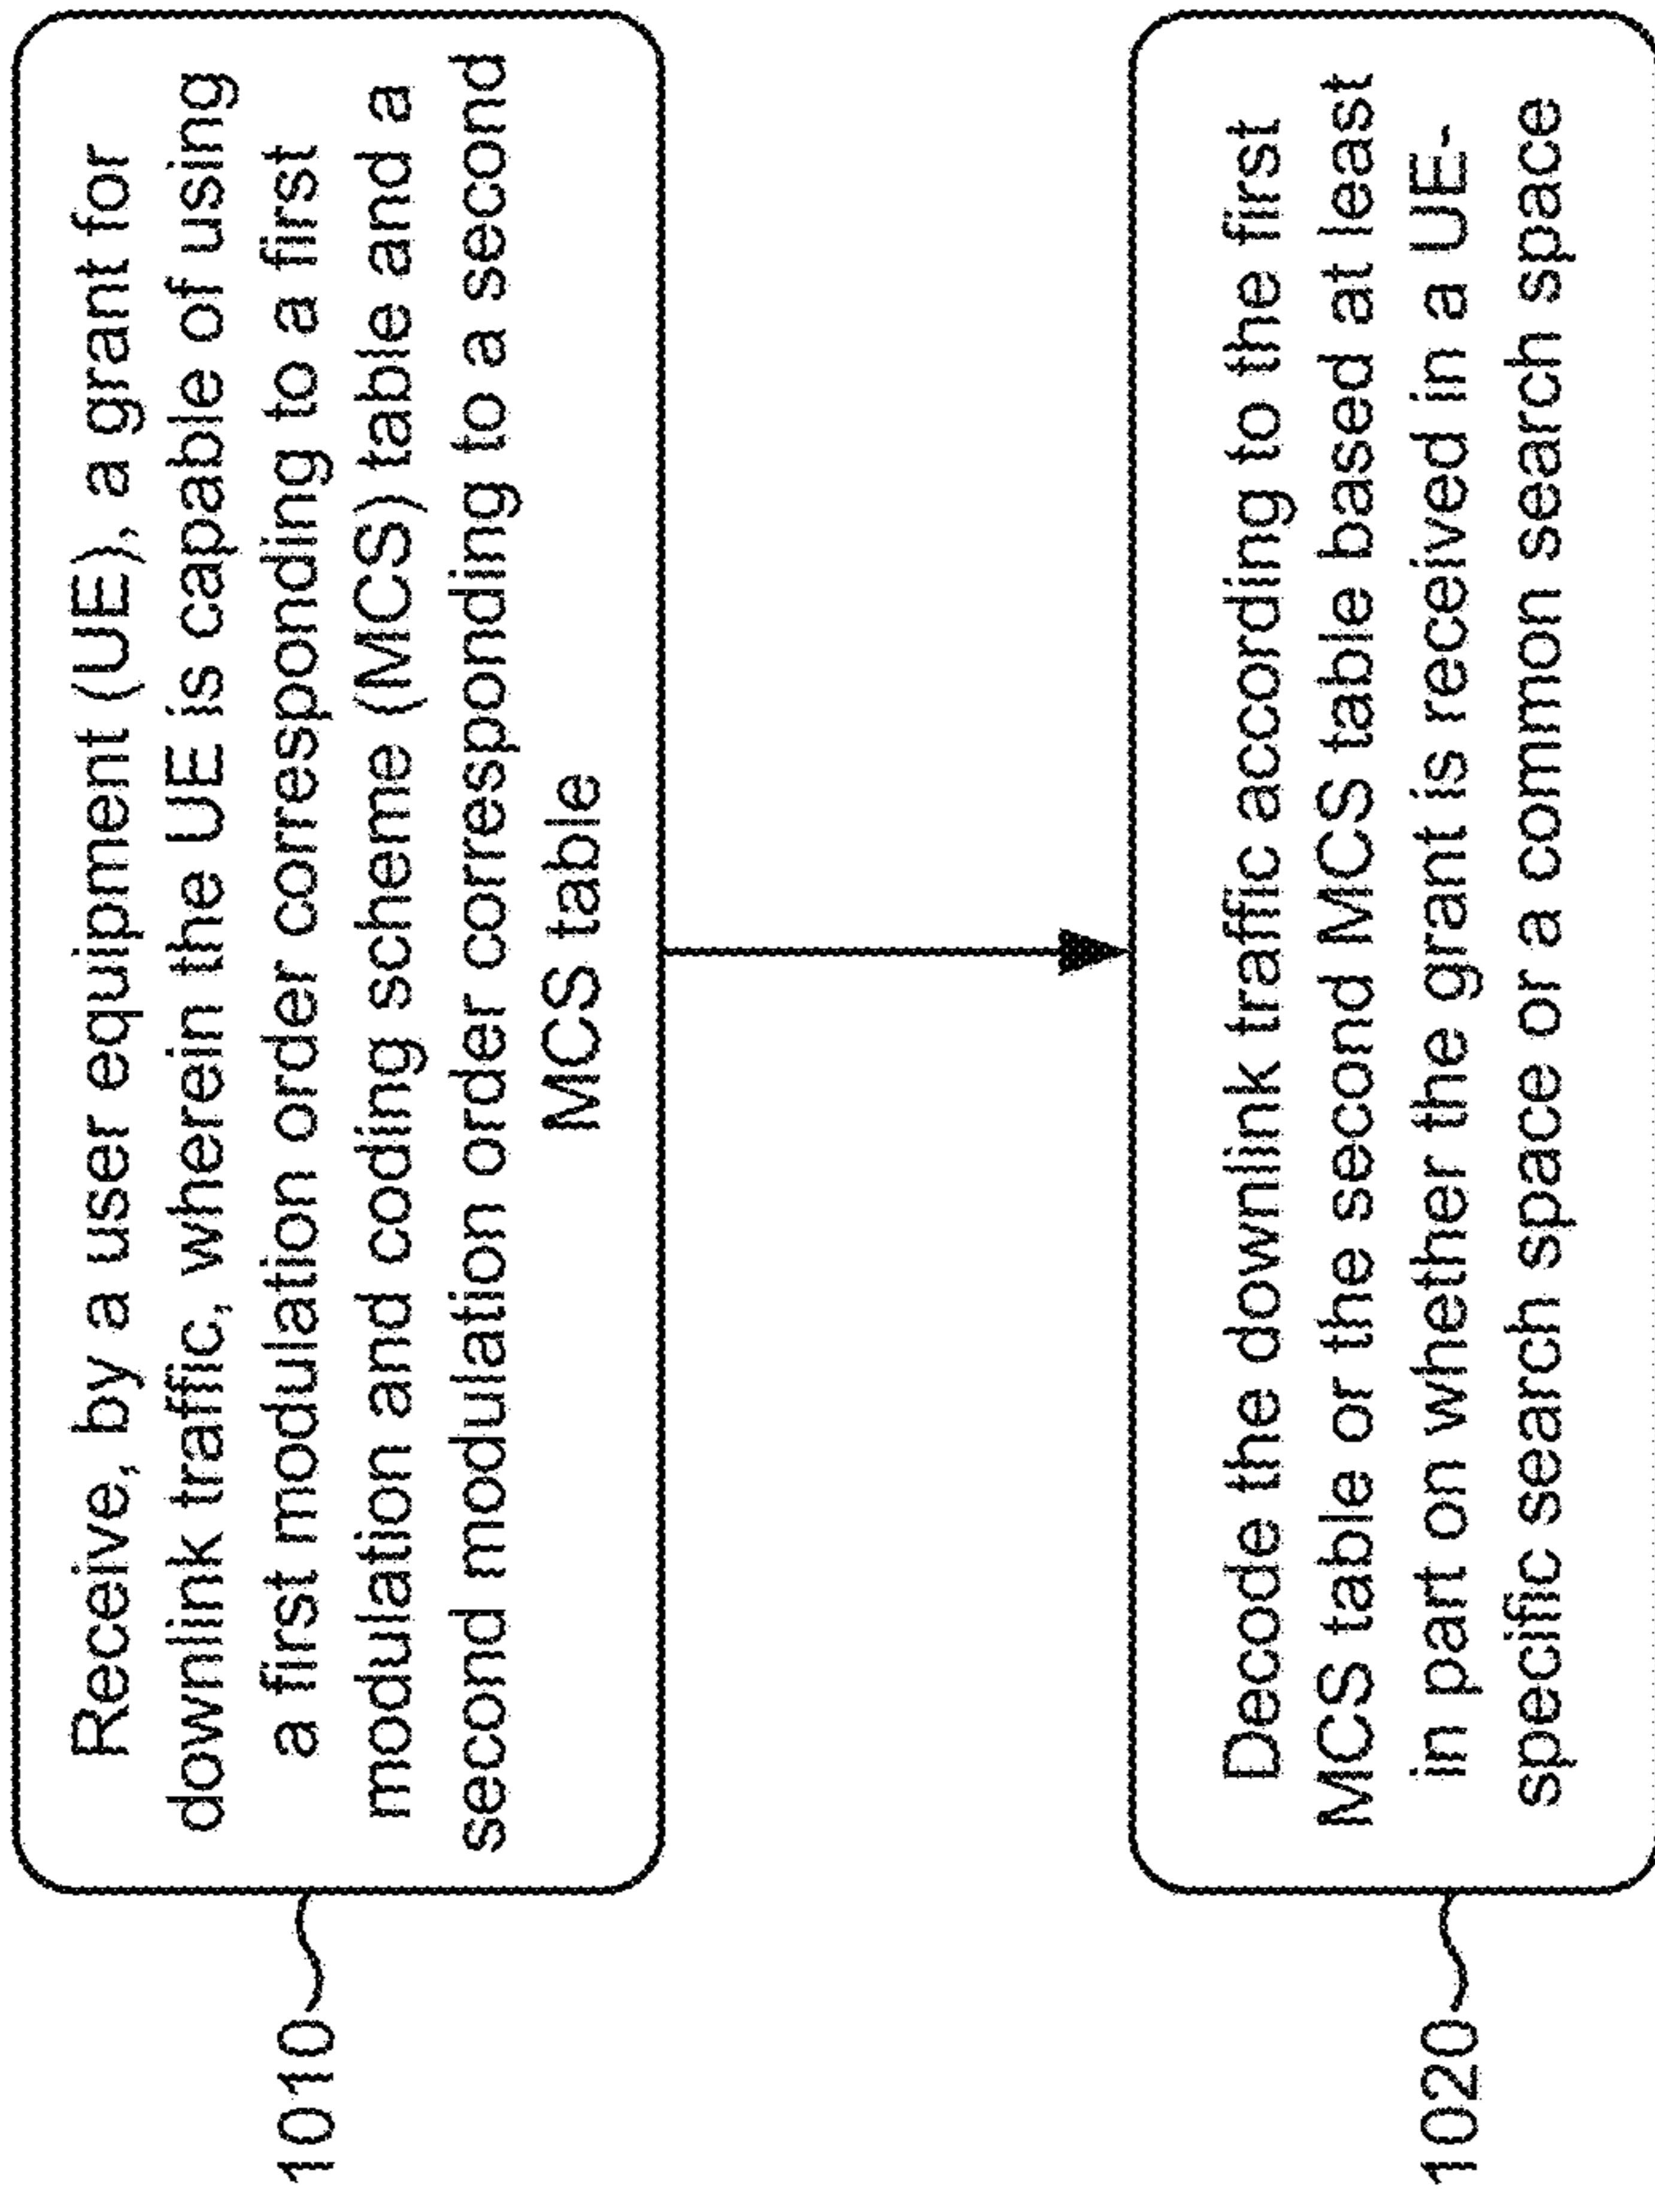 1010
Receive, by a user equipment (UE), a grant for
downlink traffic, wherein the UE is capable of using
a first modulation order corresponding to a first
modulation and coding scheme (MCS) table and a
second modulation order corresponding to a second
MCS table
1020
Decode the downlink traffic according to the first
MCS table or the second MCS table based at least
in part on whether the grant is received in a UE-
specific search space or a common search space